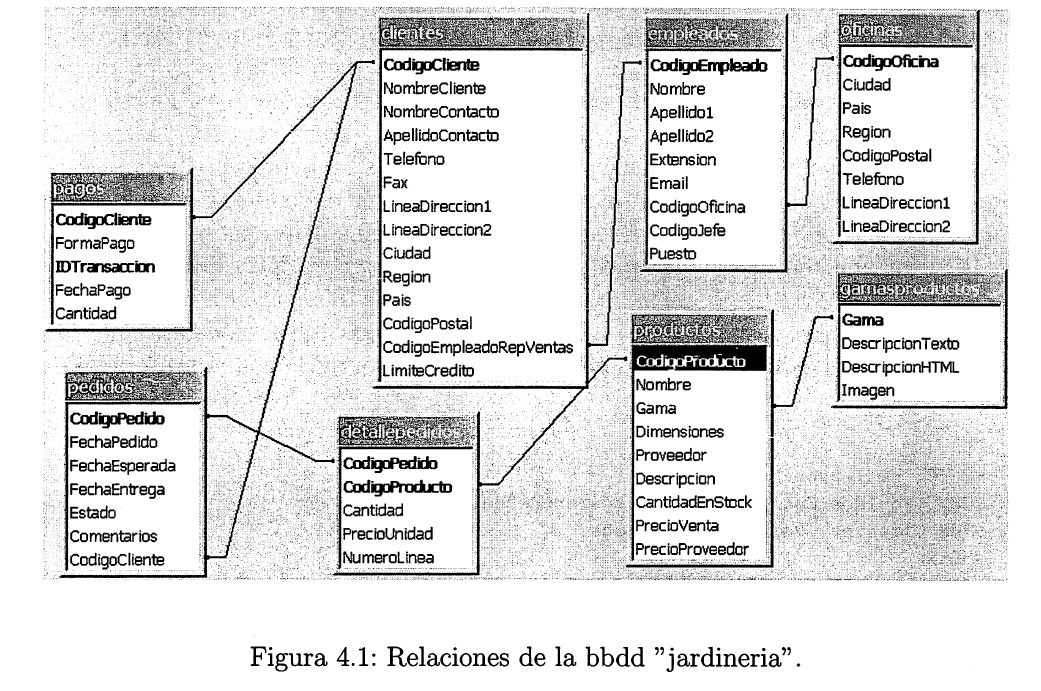 clientes
CodigoCliente
NombreCliente
NombreContacto
ApellidoContacto
Telefono
Fax
LineaDireccion1
LineaDireccion2
Ciudad
Region
Pais
CodigoPostal
CodigoEmpleadoRepVentas
LimiteCredito
empleados
CodigoEmpleado
Nombre
Apellido1
Apellido2
Extension
Email
CodigoOficina
CodigoJefe
Puesto
oficinas
CodigoOficina
Ciudad
Pais
Region
CodigoPostal
Telefono
LineaDireccion1
LineaDireccion2
pagos
CodigoCliente
FormaPago
IDTransaccion
FechaPago
Cantidad
gamasproductos
Gama
DescripcionTexto
DescripcionHTML
Imagen
productos
CodigoProducto
Nombre
Gama
Dimensiones
Proveedor
Descripcion
CantidadEnStock
PrecioVenta
PrecioProveedor
pedidos
CodigoPedido
FechaPedido
FechaEsperada
FechaEntrega
Estado
Comentarios
CodigoCliente
detallepedidos
CodigoPedido
CodigoProducto
Cantidad
PrecioUnidad
NumeroLinea
Figura 4.1: Relaciones de la bbdd "jardineria".